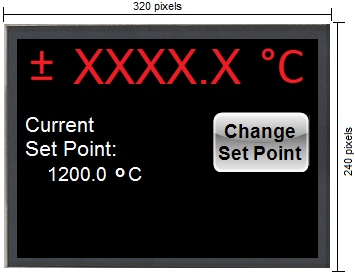 320 pixels
± XXXX.X °C
Current
Set Point:
1200.0 °C
Change
Set Point
240 pixels